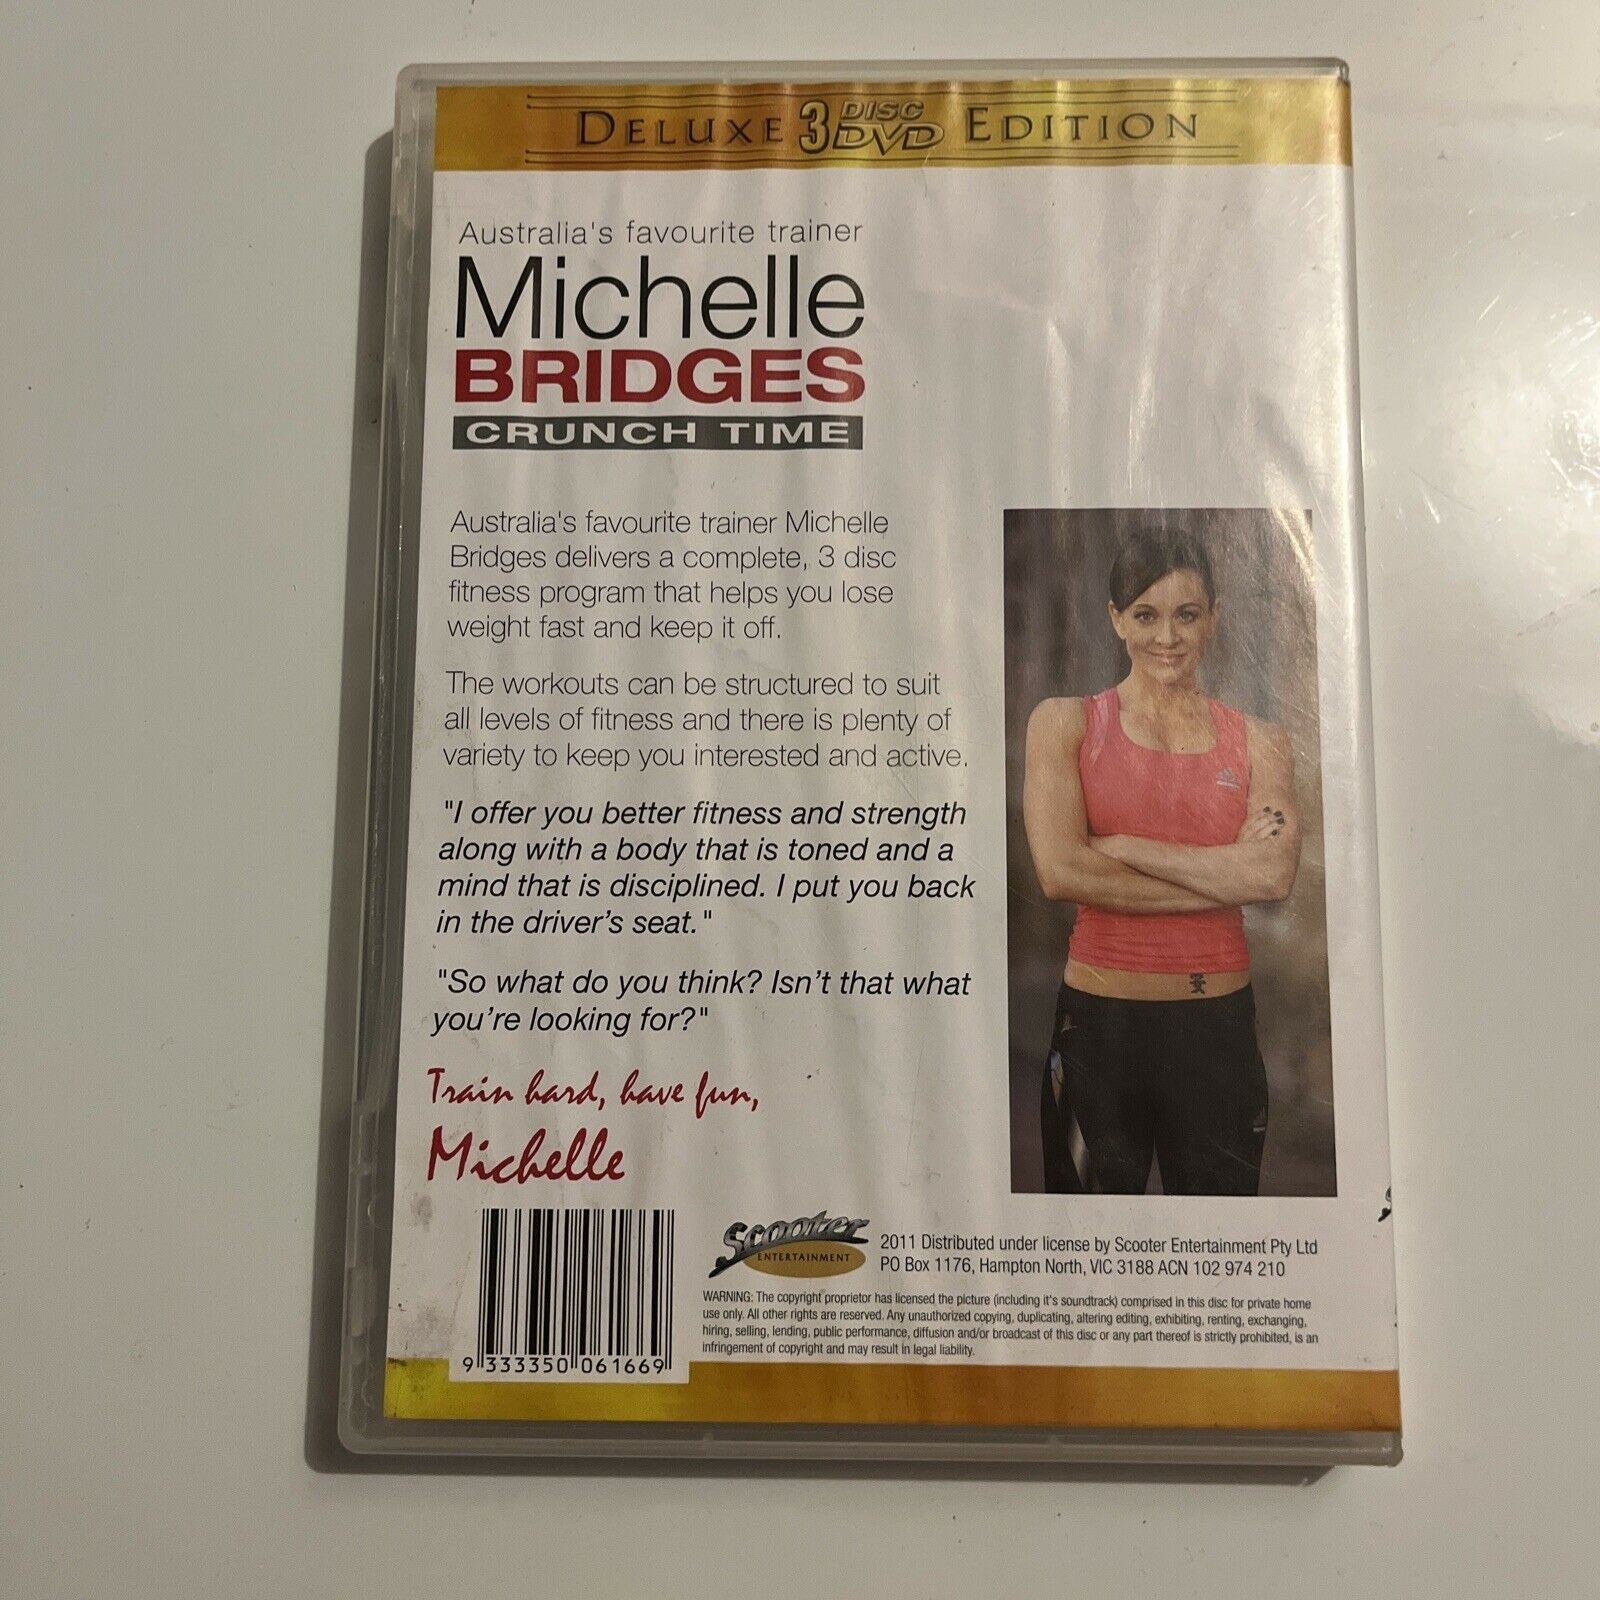 DELUXE 3 DISC DVD EDITION
Australia's favourite trainer
Michelle
BRIDGES
CRUNCH TIME
Australia's favourite trainer Michelle
Bridges delivers a complete, 3 disc
fitness program that helps you lose
weight fast and keep it off.
The workouts can be structured to suit
all levels of fitness and there is plenty of
variety to keep you interested and active.
"I offer you better fitness and strength
along with a body that is toned and a
mind that is disciplined. I put you back
in the driver's seat."
"So what do you think? Isn't that what
you're looking for?"
Train hard, have fun,
Michelle
9 333350 061669
Scooter
ENTERTAINMENT
2011 Distributed under license by Scooter Entertainment Pty Ltd
PO Box 1176, Hampton North, VIC 3188 ACN 102 974 210
WARNING: The copyright proprietor has licensed the picture (including it's soundtrack) comprised in this disc for private home
use only. All other rights are reserved. Any unauthorized copying, duplicating, altering editing, exhibiting, renting, exchanging,
hiring, selling, lending, public performance, diffusion and/or broadcast of this disc or any part thereof is strictly prohibited, is an
infringement of copyright and may result in legal liability.